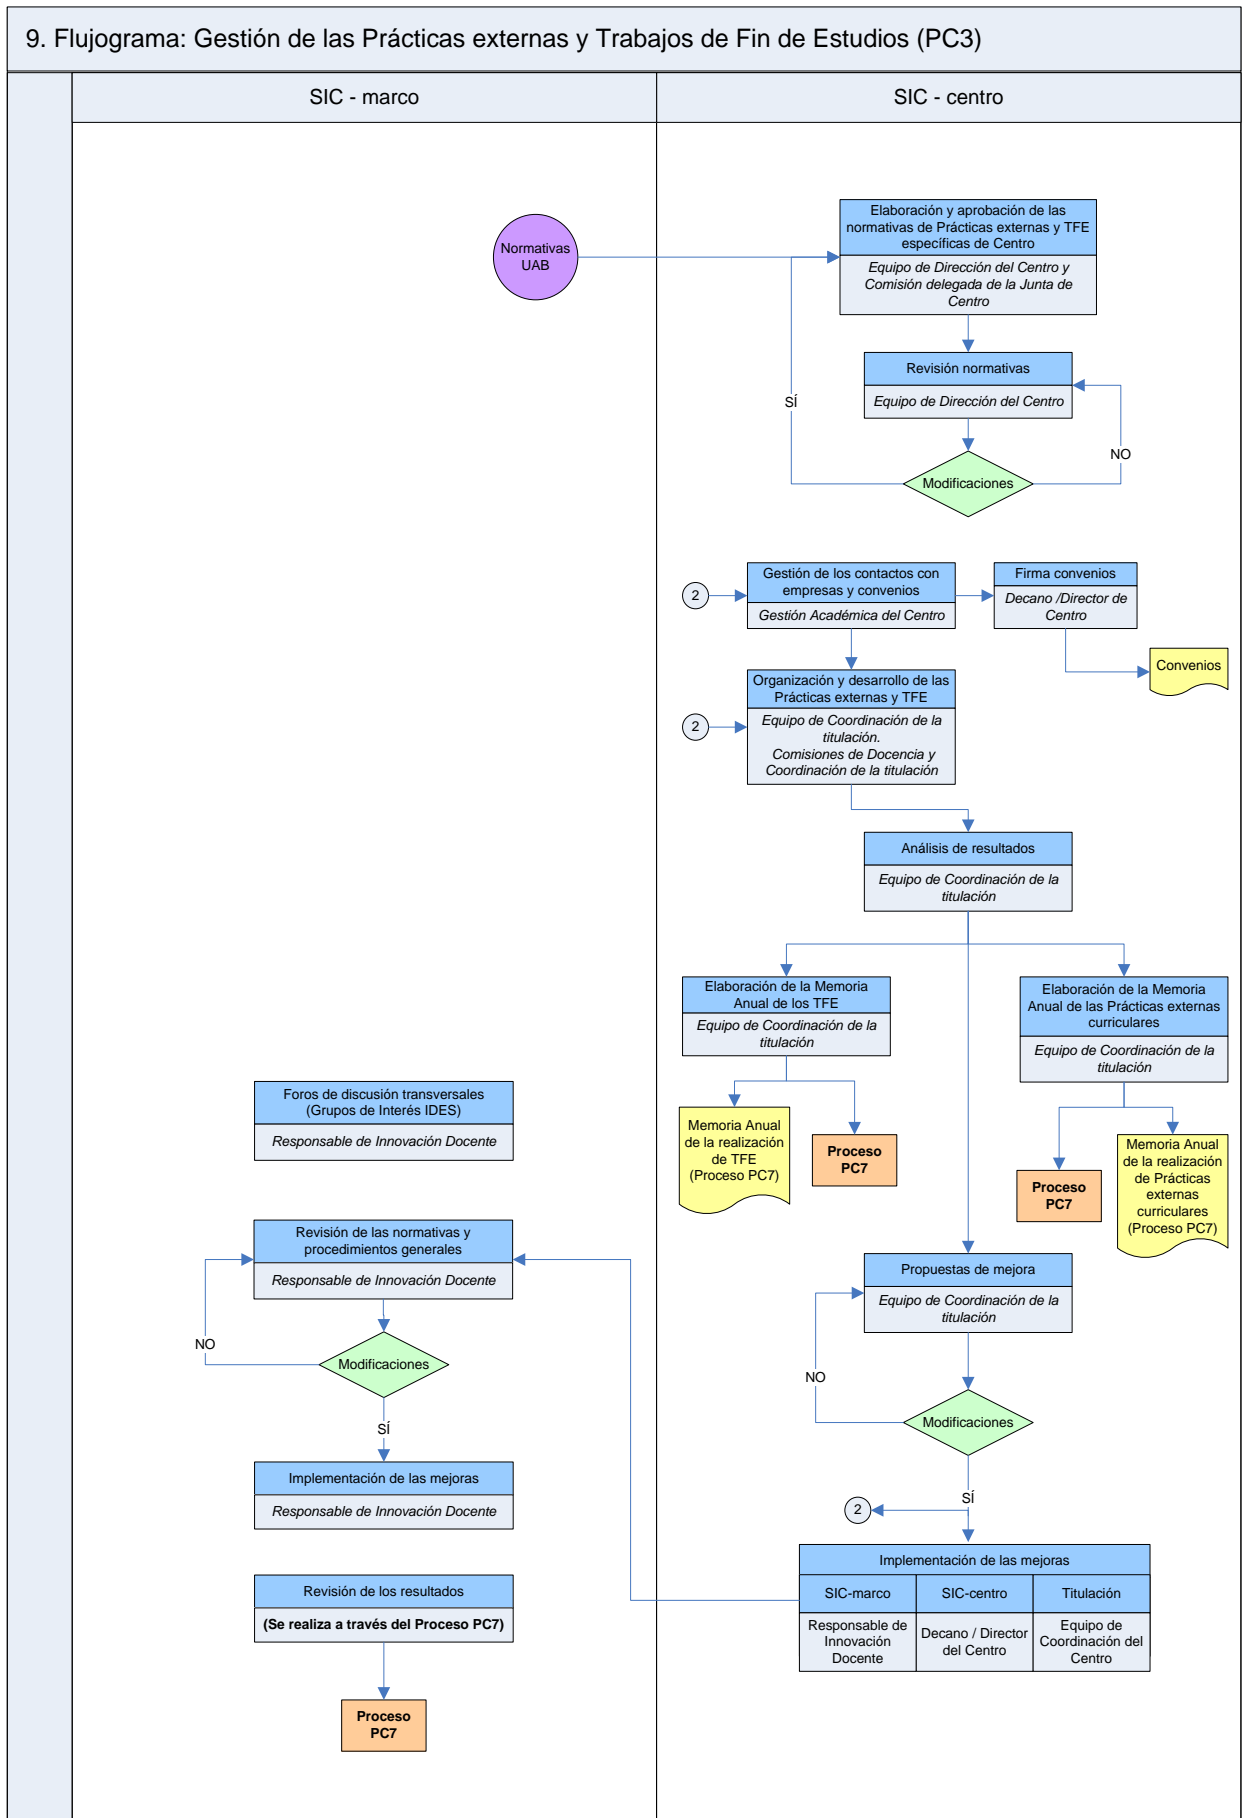 9. Flujograma: Gestión de las Prácticas externas y Trabajos de Fin de Estudios (PC3)
SIC - marco
SIC - centro
Normativas
UAB
Elaboración y aprobación de las
normativas de Prácticas externas y TFE
específicas de Centro
Equipo de Dirección del Centro y
Comisión delegada de la Junta de
Centro
Revisión normativas
Equipo de Dirección del Centro
SÍ
NO
Modificaciones
2
Gestión de los contactos con
empresas y convenios
Gestión Académica del Centro
Firma convenios
Decano /Director de
Centro
Convenios
2
Organización y desarrollo de las
Prácticas externas y TFE
Equipo de Coordinación de la
titulación.
Comisiones de Docencia y
Coordinación de la titulación
Análisis de resultados
Equipo de Coordinación de la
titulación
Elaboración de la Memoria
Anual de los TFE
Equipo de Coordinación de la
titulación
Elaboración de la Memoria
Anual de las Prácticas externas
curriculares
Equipo de Coordinación de la
titulación
Memoria Anual
de la realización
de TFE
(Proceso PC7)
Proceso
PC7
Proceso
PC7
Memoria Anual
de la realización
de Prácticas
externas
curriculares
(Proceso PC7)
Foros de discusión transversales
(Grupos de Interés IDES)
Responsable de Innovación Docente
Revisión de las normativas y
procedimientos generales
Responsable de Innovación Docente
NO
Modificaciones
SÍ
Implementación de las mejoras
Responsable de Innovación Docente
Revisión de los resultados
(Se realiza a través del Proceso PC7)
Proceso
PC7
Propuestas de mejora
Equipo de Coordinación de la
titulación
NO
Modificaciones
SÍ
2
Implementación de las mejoras
SIC-marco
SIC-centro
Titulación
Responsable de
Innovación
Docente
Decano / Director
del Centro
Equipo de
Coordinación del
Centro